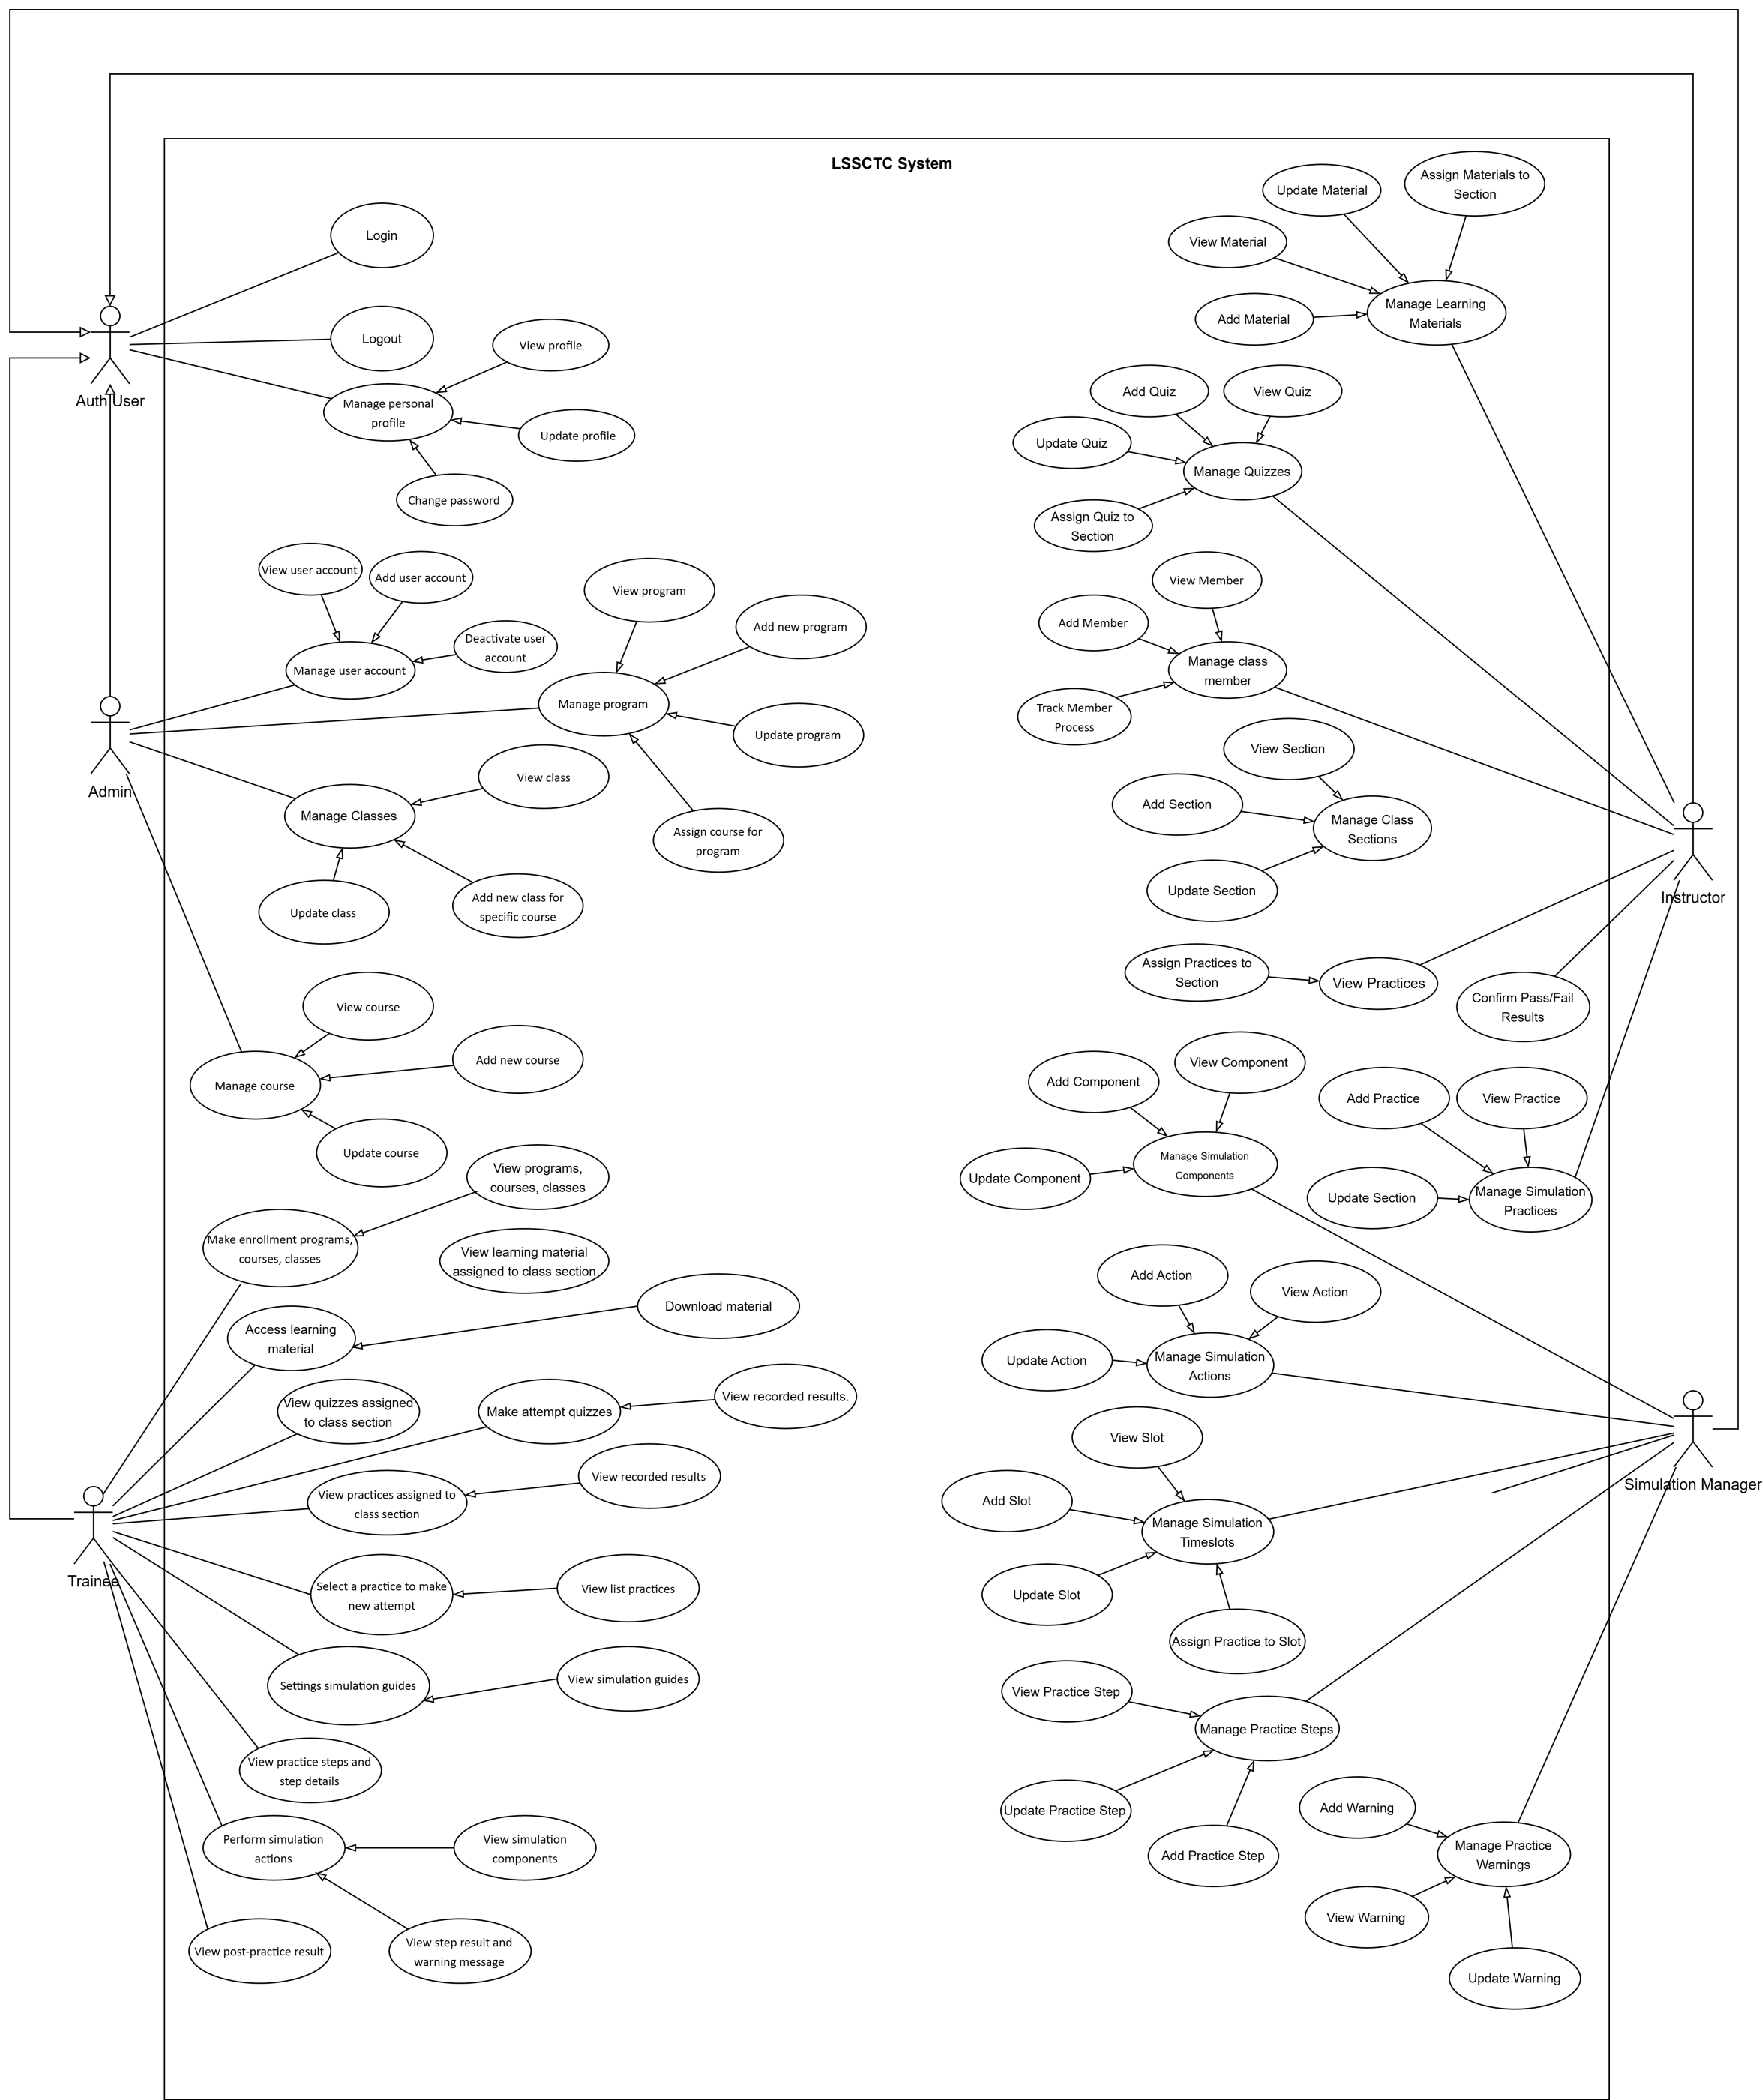 LSSCTC System
Login
Logout
View profile
Manage personal
profile
Update profile
Change password
Auth User
View user account
Add user account
Deactivate user
account
Manage user account
View program
Add new program
Manage program
Update program
Assign course for
program
Admin
View class
Manage Classes
Update class
Add new class for
specific course
View course
Add new course
Manage course
Update course
View programs,
courses, classes
Make enrollment programs,
courses, classes
View learning material
assigned to class section
Download material
Access learning
material
View quizzes assigned
to class section
Make attempt quizzes
View recorded results.
View practices assigned to
class section
View recorded results
Trainee
Select a practice to make
new attempt
View list practices
Settings simulation guides
View simulation guides
View practice steps and
step details
Perform simulation
actions
View simulation
components
View post-practice result
View step result and
warning message
Update Material
Assign Materials to
Section
View Material
Add Material
Manage Learning
Materials
Add Quiz
View Quiz
Update Quiz
Manage Quizzes
Assign Quiz to
Section
View Member
Add Member
Manage class
member
Track Member
Process
View Section
Add Section
Manage Class
Sections
Update Section
Instructor
Assign Practices to
Section
View Practices
Confirm Pass/Fail
Results
Add Component
View Component
Update Component
Manage Simulation
Components
Add Practice
View Practice
Update Section
Manage Simulation
Practices
Add Action
View Action
Update Action
Manage Simulation
Actions
View Slot
Add Slot
Manage Simulation
Timeslots
Update Slot
Assign Practice to Slot
Simulation Manager
View Practice Step
Manage Practice Steps
Update Practice Step
Add Practice Step
Add Warning
Manage Practice
Warnings
View Warning
Update Warning